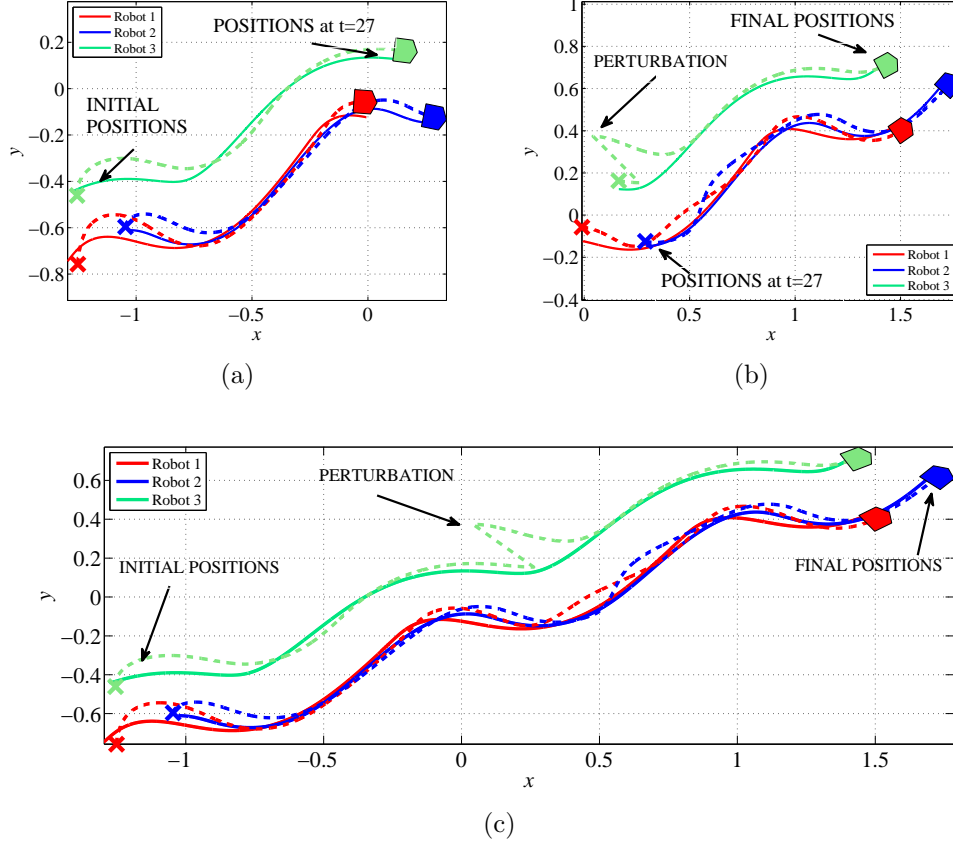 Robot 1
Robot 2
Robot 3
POSITIONS at t=27
INITIAL
POSITIONS
0.2
0
−0.2
−0.4
−0.6
−0.8
y
−1
−0.5
0
x
(a)
FINAL POSITIONS
PERTURBATION
POSITIONS at t=27
Robot 1
Robot 2
Robot 3
1
0.8
0.6
0.4
0.2
0
−0.2
−0.4
y
0
0.5
1
1.5
x
(b)
Robot 1
Robot 2
Robot 3
PERTURBATION
INITIAL POSITIONS
FINAL POSITIONS
0.6
0.4
0.2
0
−0.2
−0.4
−0.6
y
−1
−0.5
0
0.5
1
1.5
x
(c)